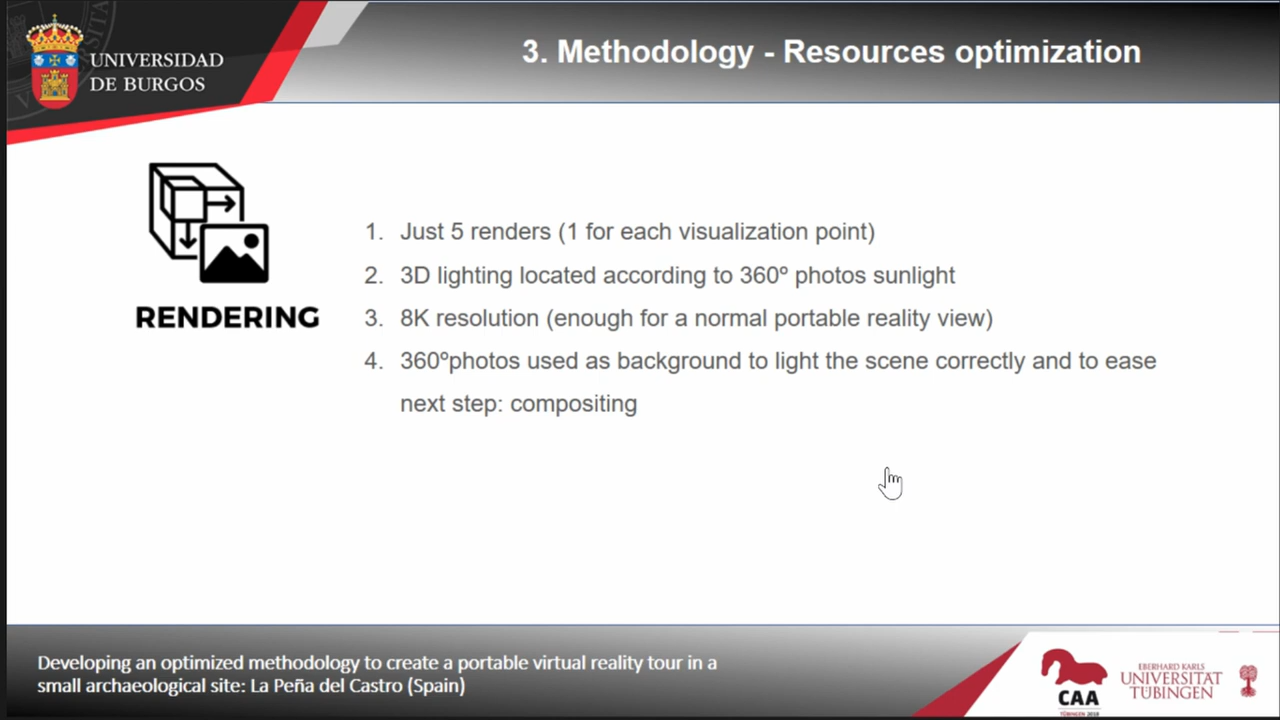 UNIVERSIDAD
DE BURGOS
3. Methodology - Resources optimization
RENDERING
1. Just 5 renders (1 for each visualization point)
2. 3D lighting located according to 360º photos sunlight
3. 8K resolution (enough for a normal portable reality view)
4. 360ºphotos used as background to light the scene correctly and to ease
next step: compositing
Developing an optimized methodology to create a portable virtual reality tour in a
small archaeological site: La Peña del Castro (Spain)
CAA
TÜBINGEN 2018
EBERHARD KARLS
UNIVERSITÄT
TÜBINGEN